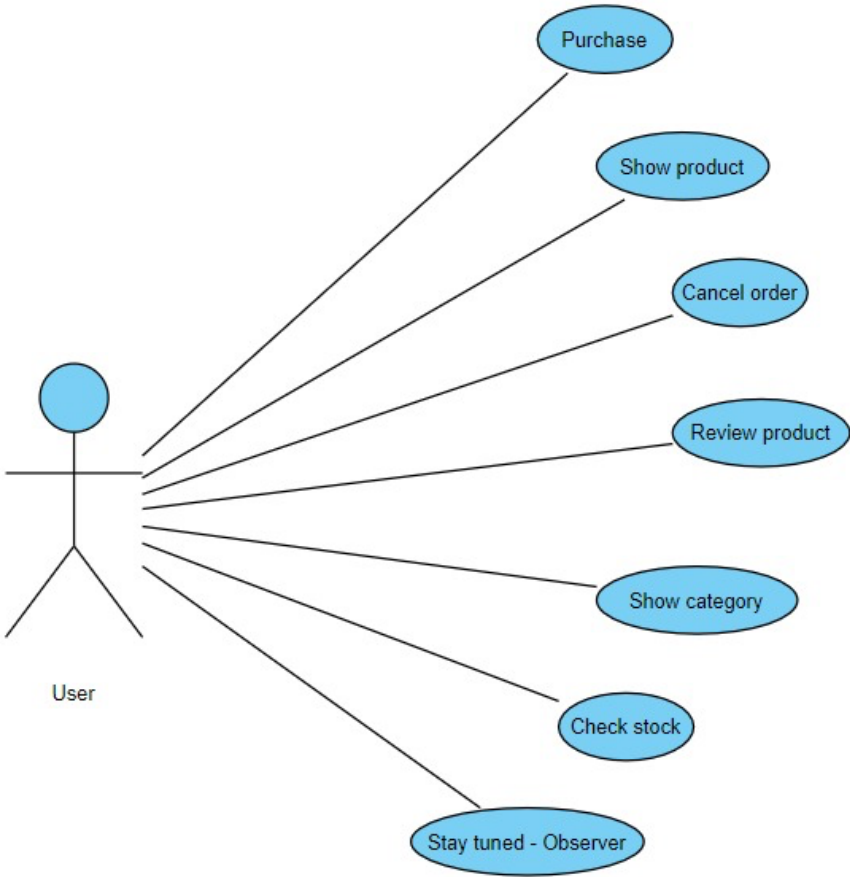 Purchase
Show product
Cancel order
Review product
Show category
User
Check stock
Stay tuned - Observer